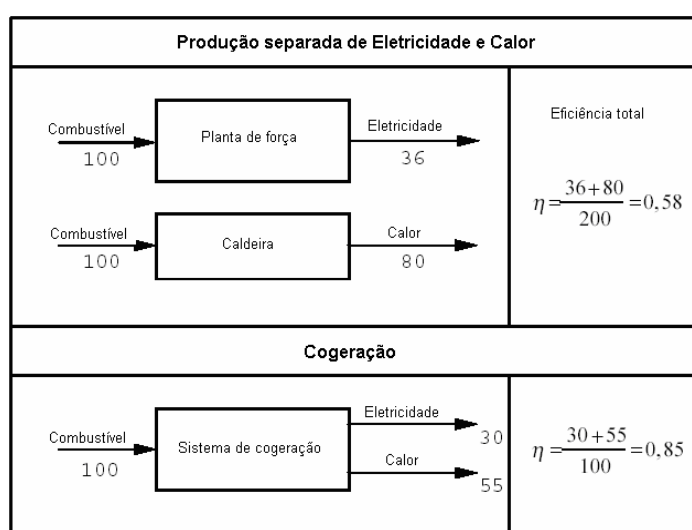 Produção separada de Eletricidade e Calor
Combustível
100
Planta de força
Eletricidade
36
Combustível
100
Caldeira
Calor
80
Eficiência total
η = 36+80 / 200 = 0,58
Cogeração
Combustível
100
Sistema de cogeração
Eletricidade
30
Calor
55
η = 30+55 / 100 = 0,85